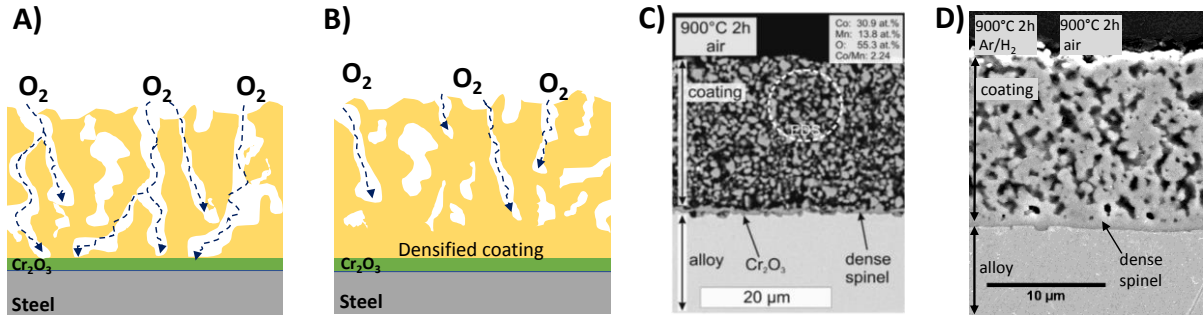 A)
O₂
O₂
O₂
Cr₂O₃
Steel
B)
O₂
O₂
O₂
Densified coating
Cr₂O₃
Steel
C)
900°C 2h
air
Co: 30.9 at.%
Mn: 13.8 at.%
O: 55.3 at.%
Co/Mn: 2.24
coating
EDS
alloy
Cr₂O₃
dense
spinel
20 µm
D)
900°C 2h
Ar/H₂
900°C 2h
air
coating
alloy
dense
spinel
10 µm